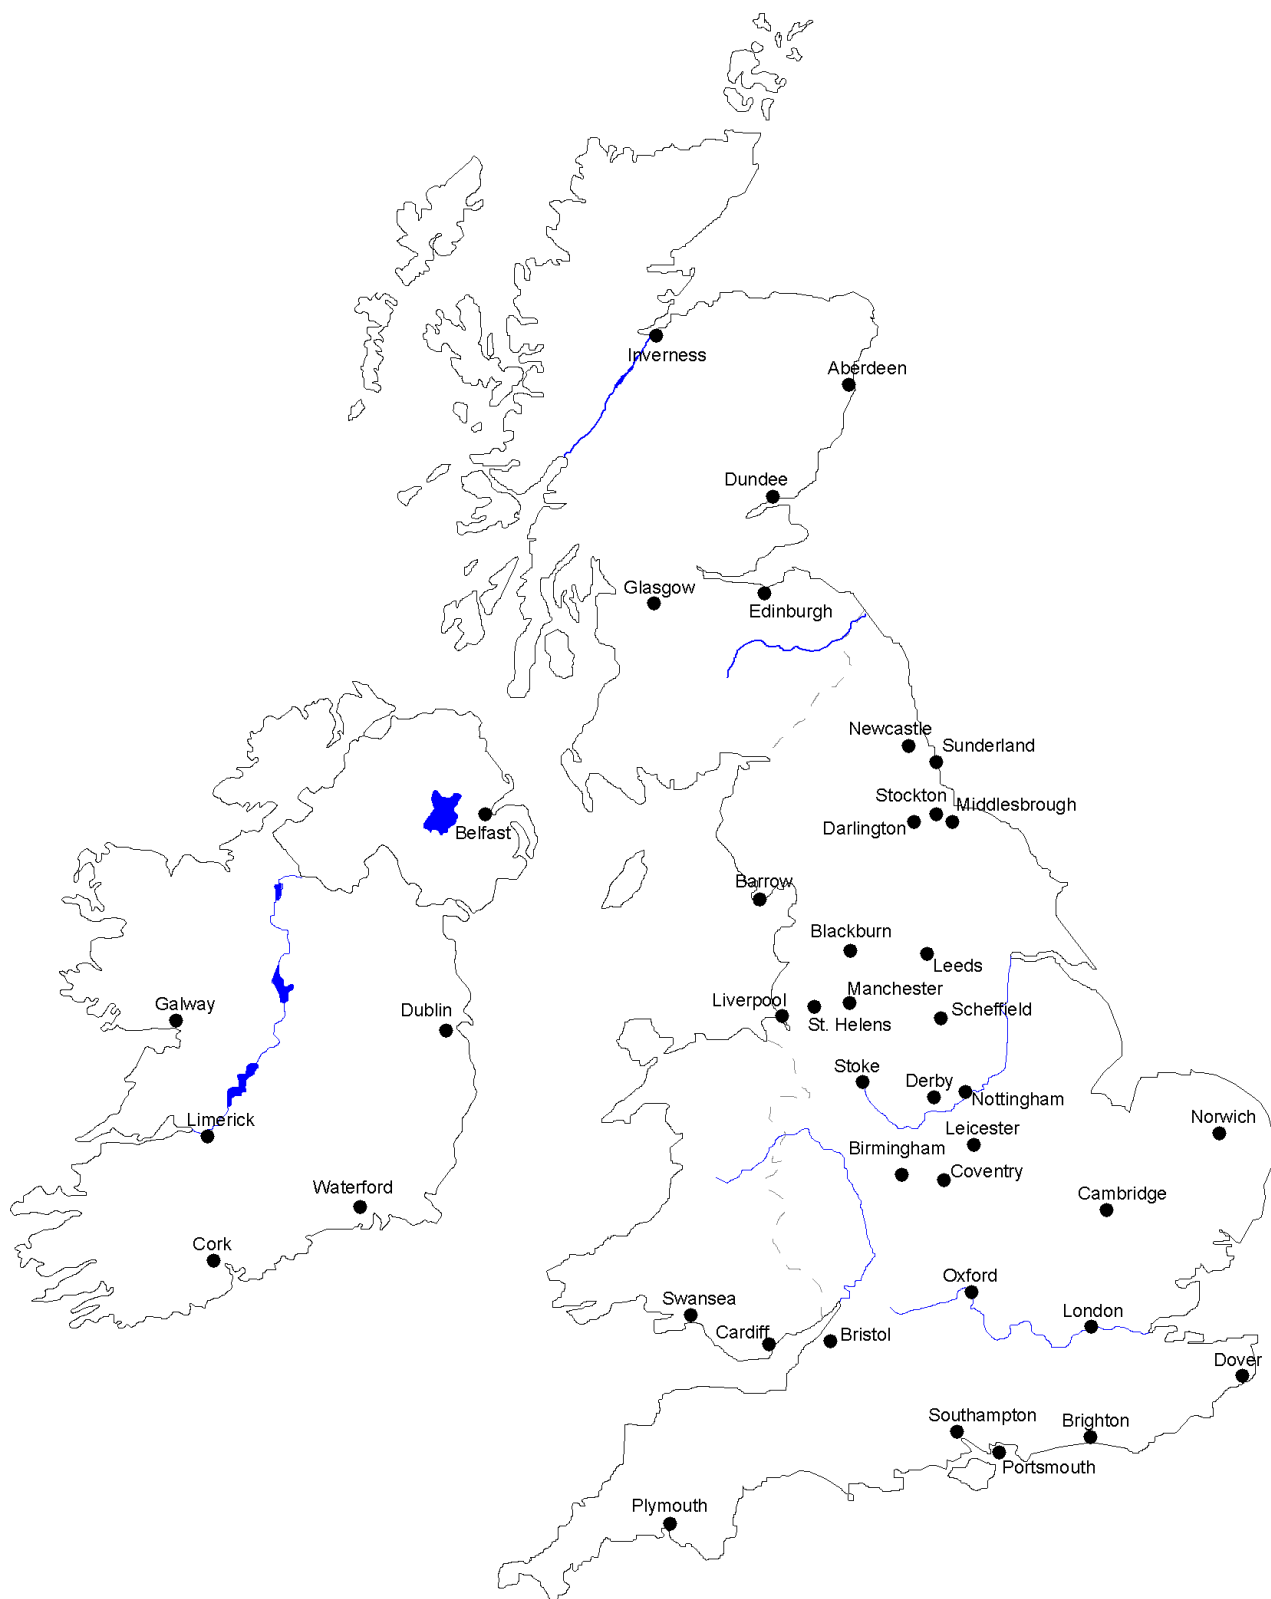 Inverness
Aberdeen
Dundee
Glasgow
Edinburgh
Newcastle
Sunderland
Stockton
Middlesbrough
Darlington
Belfast
Barrow
Blackburn
Leeds
Manchester
Liverpool
St. Helens
Scheffield
Galway
Dublin
Stoke
Derby
Nottingham
Limerick
Leicester
Norwich
Birmingham
Coventry
Waterford
Cambridge
Cork
Oxford
Swansea
London
Cardiff
Bristol
Dover
Southampton
Brighton
Portsmouth
Plymouth